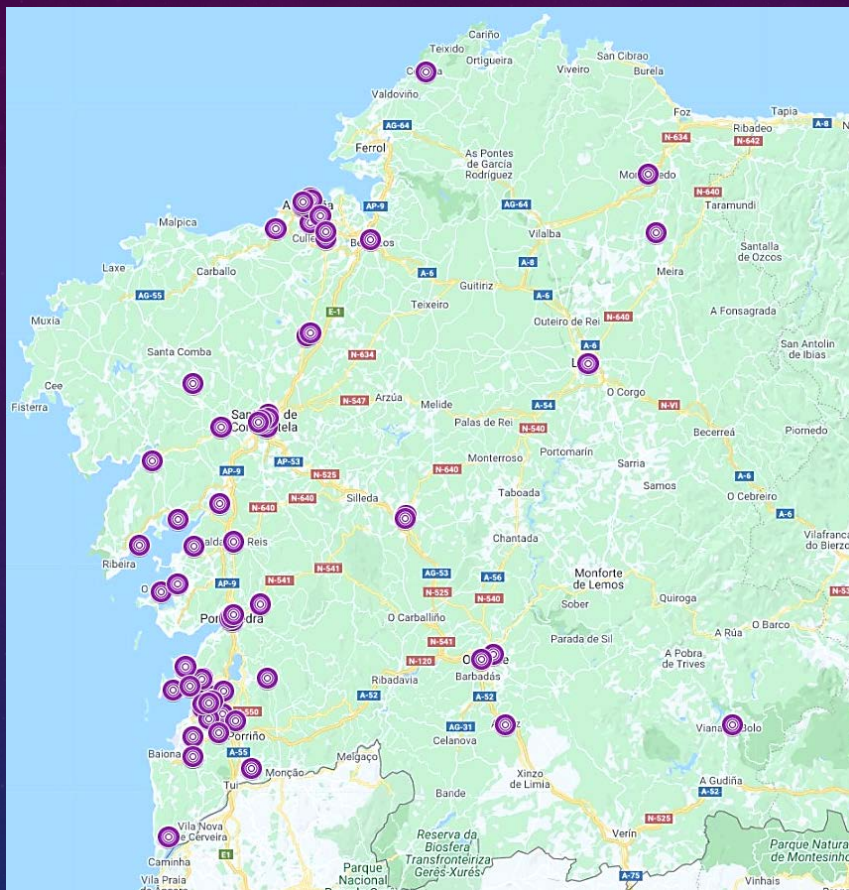 Cariño
Teixido
Ortigueira
San Cibrao
Viveiro
Burela
Valdoviño
Foz
Tapia
A-8
Ribadeo
AG-64
N-634
N-642
Ferrol
As Pontes
de García
Rodríguez
N-640
Taramundi
AP-9
AG-64
Malpica
Vilalba
Santalla
de Ozcos
A-8
Laxe
Carballo
A-6
Meira
Guitiriz
AG-55
A-6
Teixeiro
A Fonsagrada
Muxia
E-1
Outeiro de Rei
N-640
San Antolin
de Ibias
Santa Comba
N-634
A-6
Cee
O Corgo
Fisterra
N-547
Arzúa
Melide
A-54
N-VI
Palas de Rei
N-540
Becerreá
Piornedo
Portomarín
AP-53
Monterroso
Sarria
AP-9
N-525
N-640
A-6
Samos
Taboada
O Cebreiro
N-640
Silleda
N-640
A-6
Vilafranca
del Bierzo
Chantada
Ribeira
N-541
AG-53
A-56
Monforte
de Lemos
AP-9
N-541
N-525
N-540
Quiroga
Sober
O Barco
O Carballiño
A Rúa
Parada de Sil
N-541
N-120
A Pobra
de Trives
Barbadás
Ribadavia
A-52
A-52
Porriño
AG-31
Celanova
Baiona
A-55
Melgaço
Monção
Tui
Xinzo
de Limia
A Gudiña
A-52
Bande
N-525
Vila Nova
de Cerveira
Verín
Reserva da
Biosfera
Transfronteiriza
Gerês-Xurés
E1
Caminha
Parque Natural
de Montesinho
Parque
Nacional
A-75
Vila Praia
Vinhais